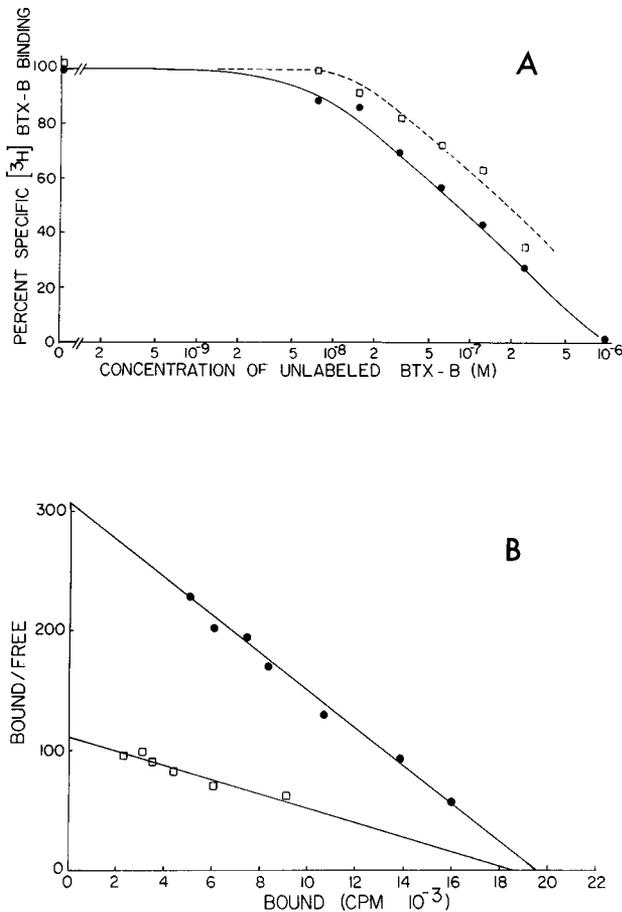 A
PERCENT SPECIFIC [³H] BTX-B BINDING
100
80
60
40
20
0
0 2 5 10⁻⁹ 2 5 10⁻⁸ 2 5 10⁻⁷ 2 5 10⁻⁶
CONCENTRATION OF UNLABELED BTX-B (M)
B
BOUND/FREE
300
200
100
0
0 2 4 6 8 10 12 14 16 18 20 22
BOUND (CPM 10⁻³)